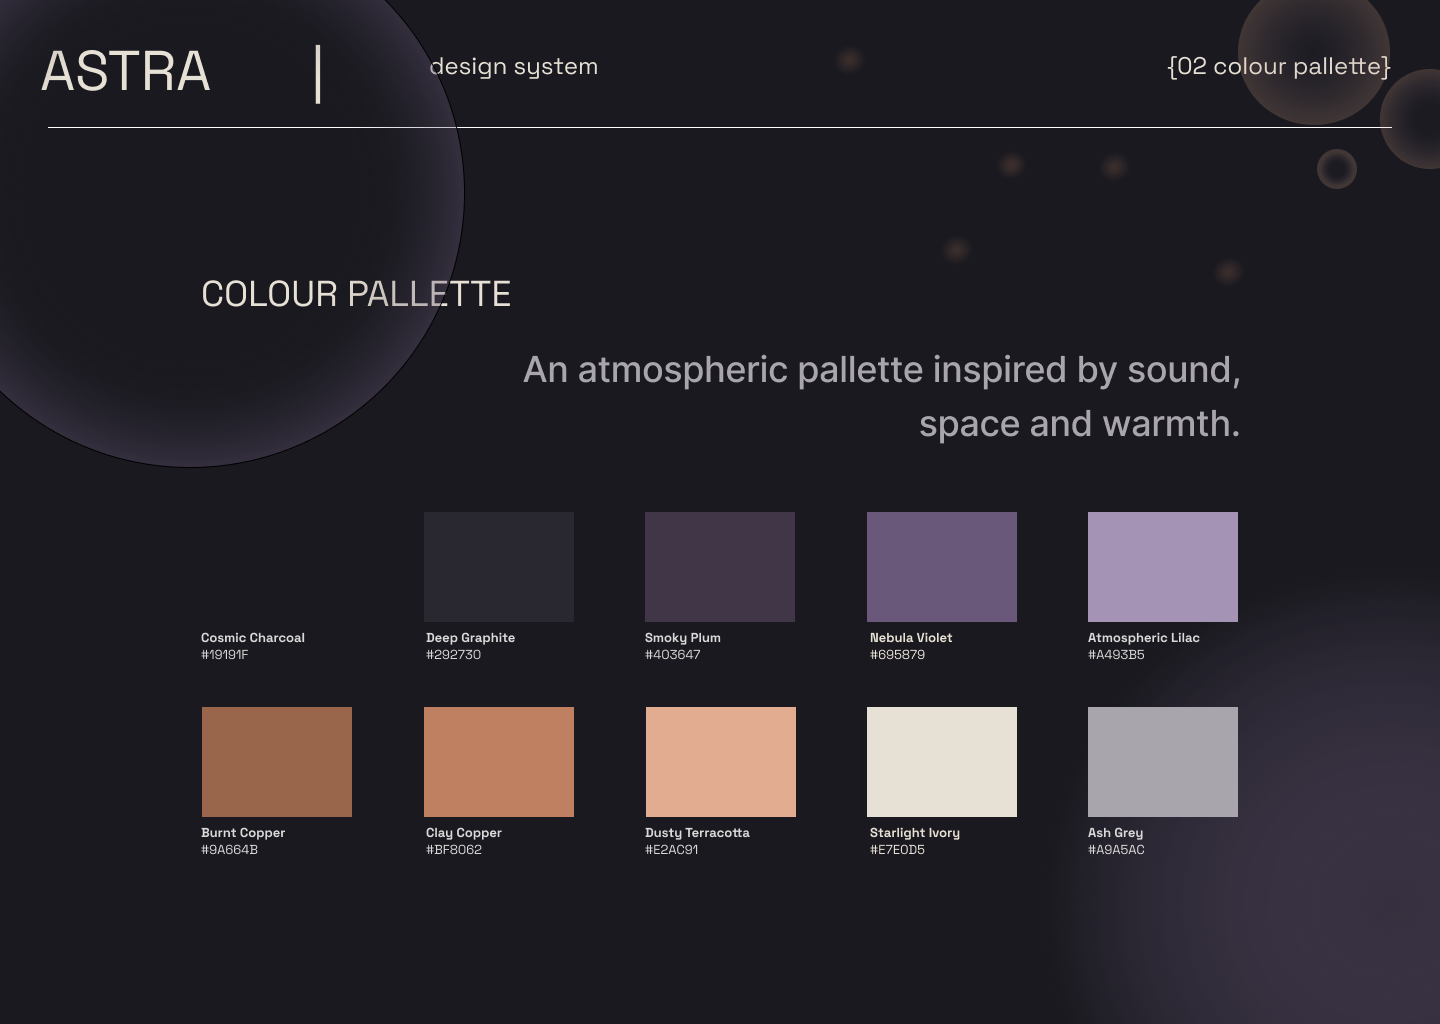 ASTRA | design system {02 colour pallette}
COLOUR PALLETTE
An atmospheric pallette inspired by sound,
space and warmth.
Cosmic Charcoal
#19191F
Deep Graphite
#292730
Smoky Plum
#403647
Nebula Violet
#695879
Atmospheric Lilac
#A493B5
Burnt Copper
#9A664B
Clay Copper
#BF8062
Dusty Terracotta
#E2AC91
Starlight Ivory
#E7E0D5
Ash Grey
#A9A5AC